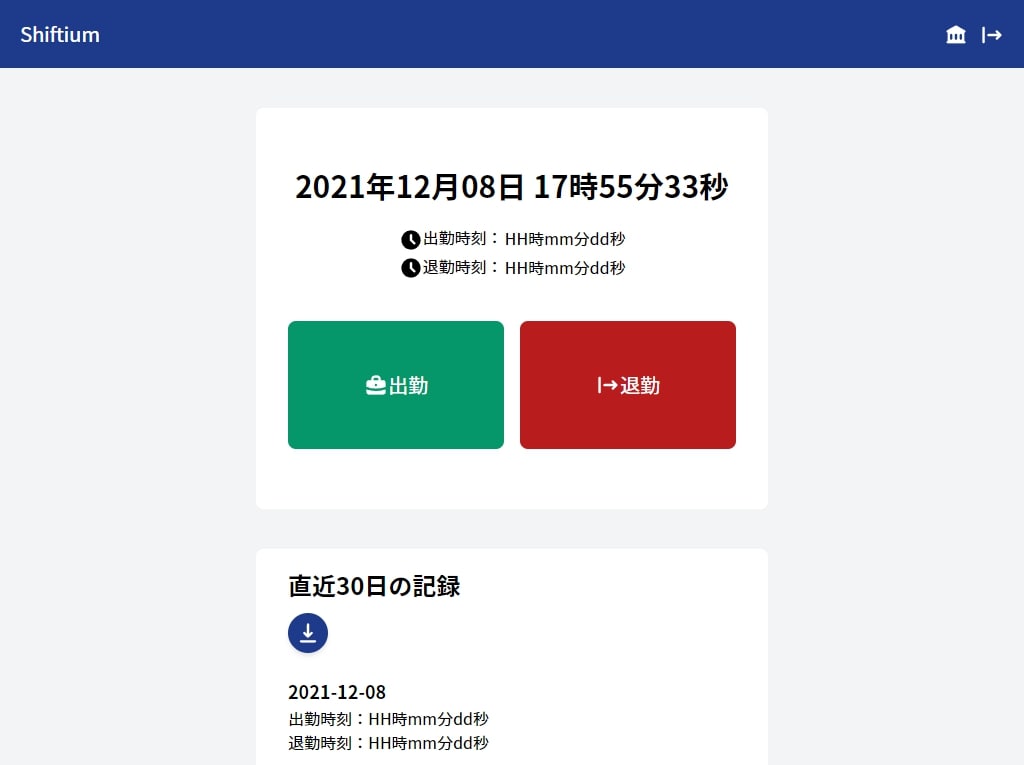 Shiftium
2021年12月08日 17時55分33秒
出勤時刻： HH時mm分dd秒
退勤時刻： HH時mm分dd秒
出勤
退勤
直近30日の記録
2021-12-08
出勤時刻：HH時mm分dd秒
退勤時刻：HH時mm分dd秒